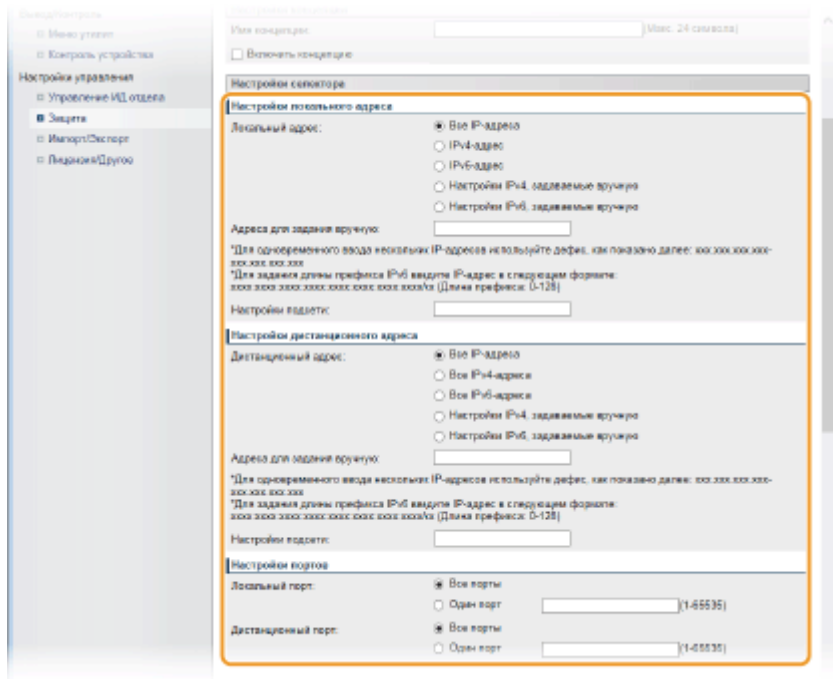 Вывод/Контроль
Меню утилит
Контроль устройства
Настройки управления
Управление ИД отдела
Защита
Импорт/Экспорт
Лицензия/Другое
Имя концепции:
(Макс. 24 символа)
Включить концепцию
Настройки селектора
Настройки локального адреса
Локальный адрес:
Все IP-адреса
IPv4-адрес
IPv6-адрес
Настройки IPv4, задаваемые вручную
Настройки IPv6, задаваемые вручную
Адреса для задания вручную:
*Для одновременного ввода нескольких IP-адресов используйте дефис, как показано далее: xxx.xxx.xxx.xxx-
xxx.xxx.xxx.xxx
*Для задания длины префикса IPv6 введите IP-адрес в следующем формате:
xxxx:xxxx:xxxx:xxxx:xxxx:xxxx:xxxx:xxxx/xx (Длина префикса: 0-128)
Настройки подсети:
Настройки дистанционного адреса
Дистанционный адрес:
Все IP-адреса
Все IPv4-адреса
Все IPv6-адреса
Настройки IPv4, задаваемые вручную
Настройки IPv6, задаваемые вручную
Адреса для задания вручную:
*Для одновременного ввода нескольких IP-адресов используйте дефис, как показано далее: xxx.xxx.xxx.xxx-
xxx.xxx.xxx.xxx
*Для задания длины префикса IPv6 введите IP-адрес в следующем формате:
xxxx:xxxx:xxxx:xxxx:xxxx:xxxx:xxxx:xxxx/xx (Длина префикса: 0-128)
Настройки подсети:
Настройки портов
Локальный порт:
Все порты
Один порт (1-65535)
Дистанционный порт:
Все порты
Один порт (1-65535)